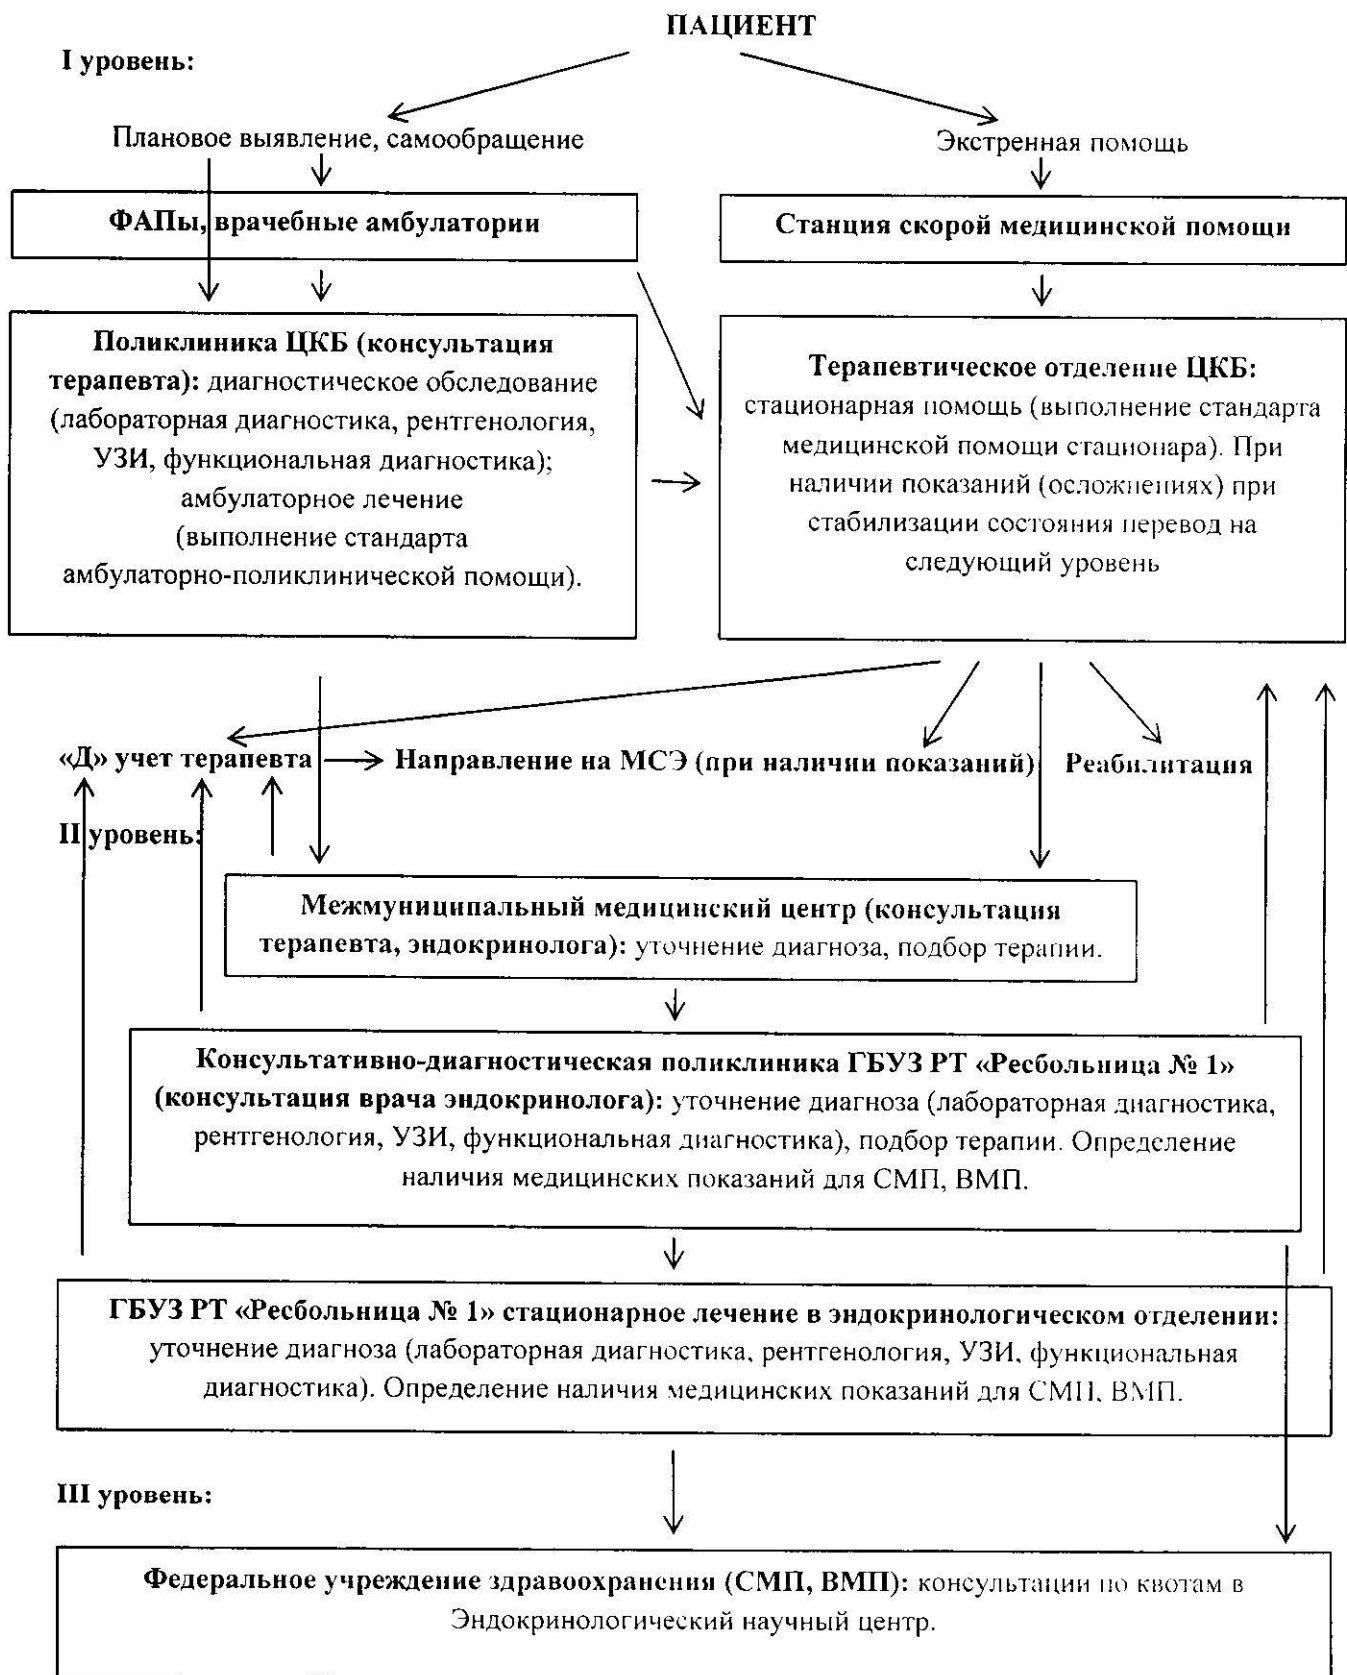 ПАЦИЕНТ
I уровень:
Плановое выявление, самообращение
Экстренная помощь
ФАПы, врачебные амбулатории
Станция скорой медицинской помощи
Поликлиника ЦКБ (консультация
терапевта): диагностическое обследование
(лабораторная диагностика, рентгенология,
УЗИ, функциональная диагностика);
амбулаторное лечение
(выполнение стандарта
амбулаторно-поликлинической помощи).
Терапевтическое отделение ЦКБ:
стационарная помощь (выполнение стандарта
медицинской помощи стационара). При
наличии показаний (осложнениях) при
стабилизации состояния перевод на
следующий уровень
«Д» учет терапевта
Направление на МСЭ (при наличии показаний)
Реабилитация
II уровень:
Межмуниципальный медицинский центр (консультация
терапевта, эндокринолога): уточнение диагноза, подбор терапии.
Консультативно-диагностическая поликлиника ГБУЗ РТ «Ресбольница № 1»
(консультация врача эндокринолога): уточнение диагноза (лабораторная диагностика,
рентгенология, УЗИ, функциональная диагностика), подбор терапии. Определение
наличия медицинских показаний для СМП, ВМП.
ГБУЗ РТ «Ресбольница № 1» стационарное лечение в эндокринологическом отделении:
уточнение диагноза (лабораторная диагностика, рентгенология, УЗИ, функциональная
диагностика). Определение наличия медицинских показаний для СМП, ВМП.
III уровень:
Федеральное учреждение здравоохранения (СМП, ВМП): консультации по квотам в
Эндокринологический научный центр.